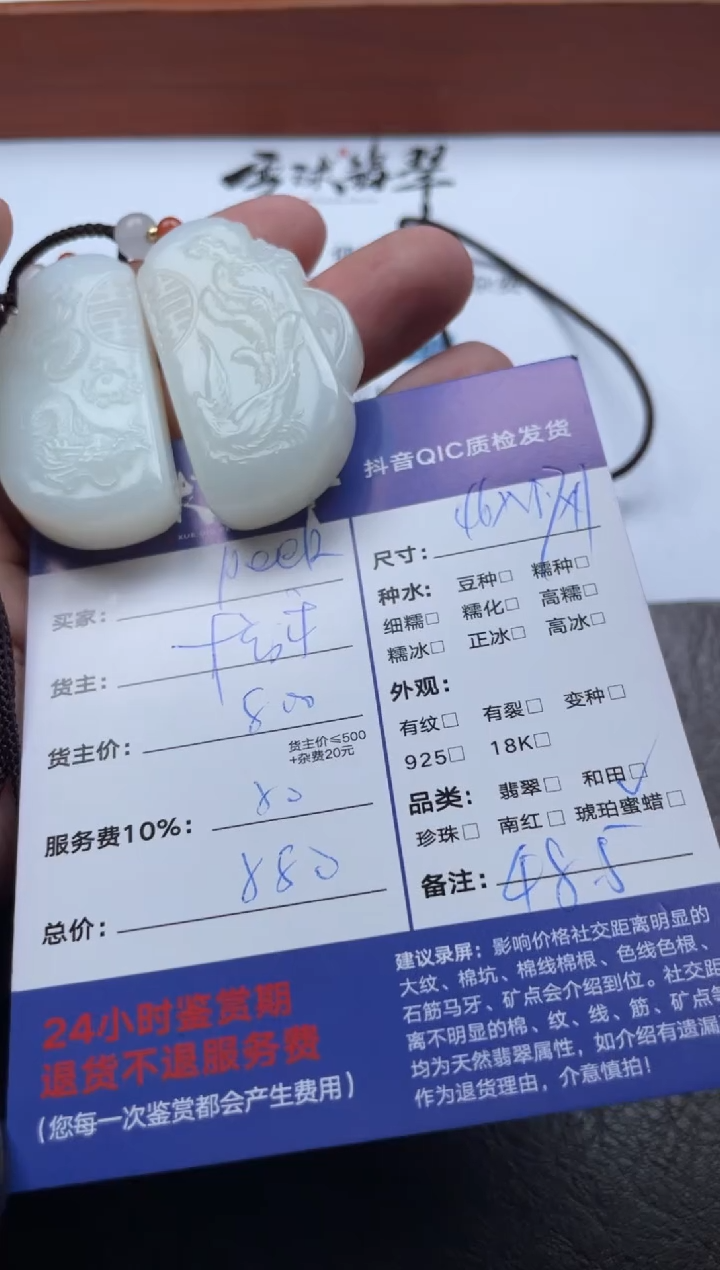 雪球翡翠
抖音QIC质检发货
买家: peek
货主:
货主价: 800
货主价≤500
+杂费20元
服务费10%: 80
总价: 880
尺寸:
种水: 豆种□ 糯种□
细糯□ 糯化□ 高糯□
糯冰□ 正冰□ 高冰□
外观:
有纹□ 有裂□ 变种□
925□ 18K□
品类: 翡翠□ 和田□
珍珠□ 南红□ 琥珀蜜蜡□
备注: 485
24小时鉴赏期
退货不退服务费
(您每一次鉴赏都会产生费用)
建议录屏:影响价格社交距离明显的
大纹、棉坑、棉线棉根、色线色根、
石筋马牙、矿点会介绍到位。社交距
离不明显的棉、纹、线、筋、矿点等
均为天然翡翠属性,如介绍有遗漏
作为退货理由,介意慎拍!